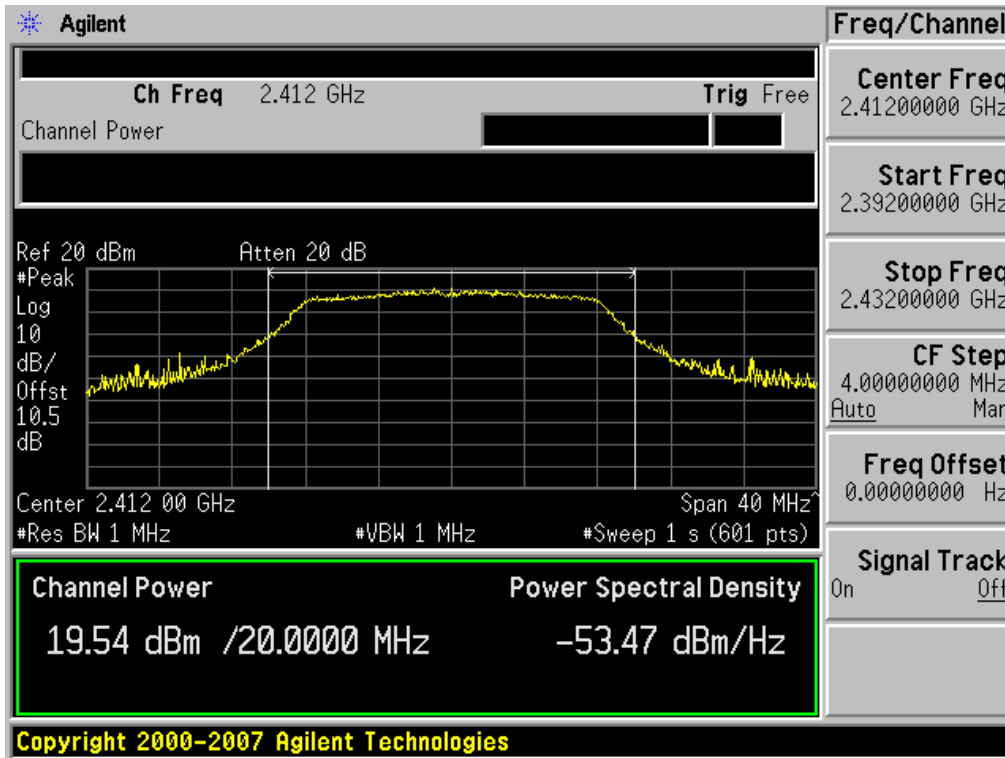 Agilent
Freq/Channel
Ch Freq 2.412 GHz Trig Free
Channel Power
Center Freq
2.41200000 GHz
Start Freq
2.39200000 GHz
Stop Freq
2.43200000 GHz
CF Step
4.00000000 MHz
Auto Man
Freq Offset
0.00000000 Hz
Signal Track
On Off
Ref 20 dBm Atten 20 dB
#Peak
Log
10
dB/
Offst
10.5
dB
Center 2.412 00 GHz Span 40 MHz^
#Res BW 1 MHz #VBW 1 MHz #Sweep 1 s (601 pts)
Channel Power Power Spectral Density
19.54 dBm /20.0000 MHz -53.47 dBm/Hz
Copyright 2000-2007 Agilent Technologies